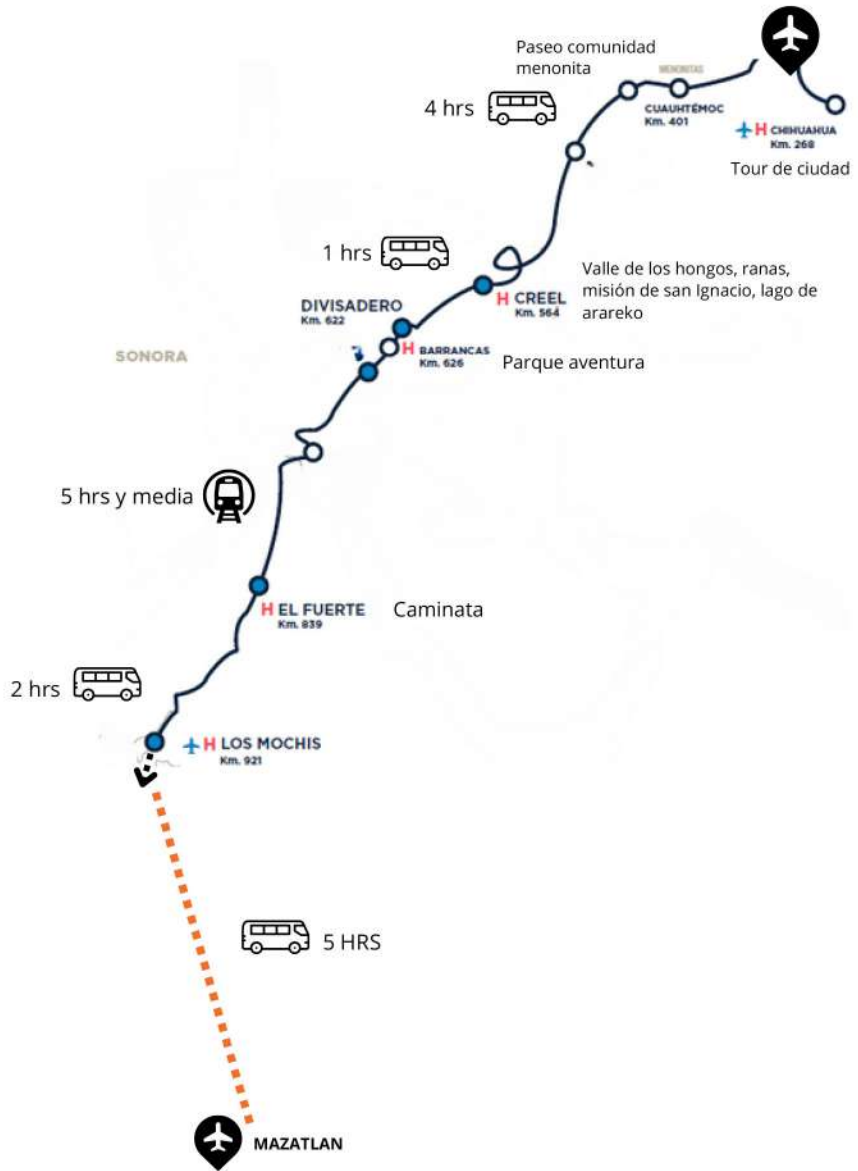 Paseo comunidad
menonita
MENONITAS
4 hrs
CUAUHTÉMOC
Km. 401
H CHIHUAHUA
Km. 268
Tour de ciudad
1 hrs
Valle de los hongos, ranas,
misión de san Ignacio, lago de
arareko
H CREEL
Km. 564
DIVISADERO
Km. 622
H BARRANCAS
Km. 626
Parque aventura
SONORA
5 hrs y media
H EL FUERTE
Km. 839
Caminata
2 hrs
H LOS MOCHIS
Km. 921
5 HRS
MAZATLAN